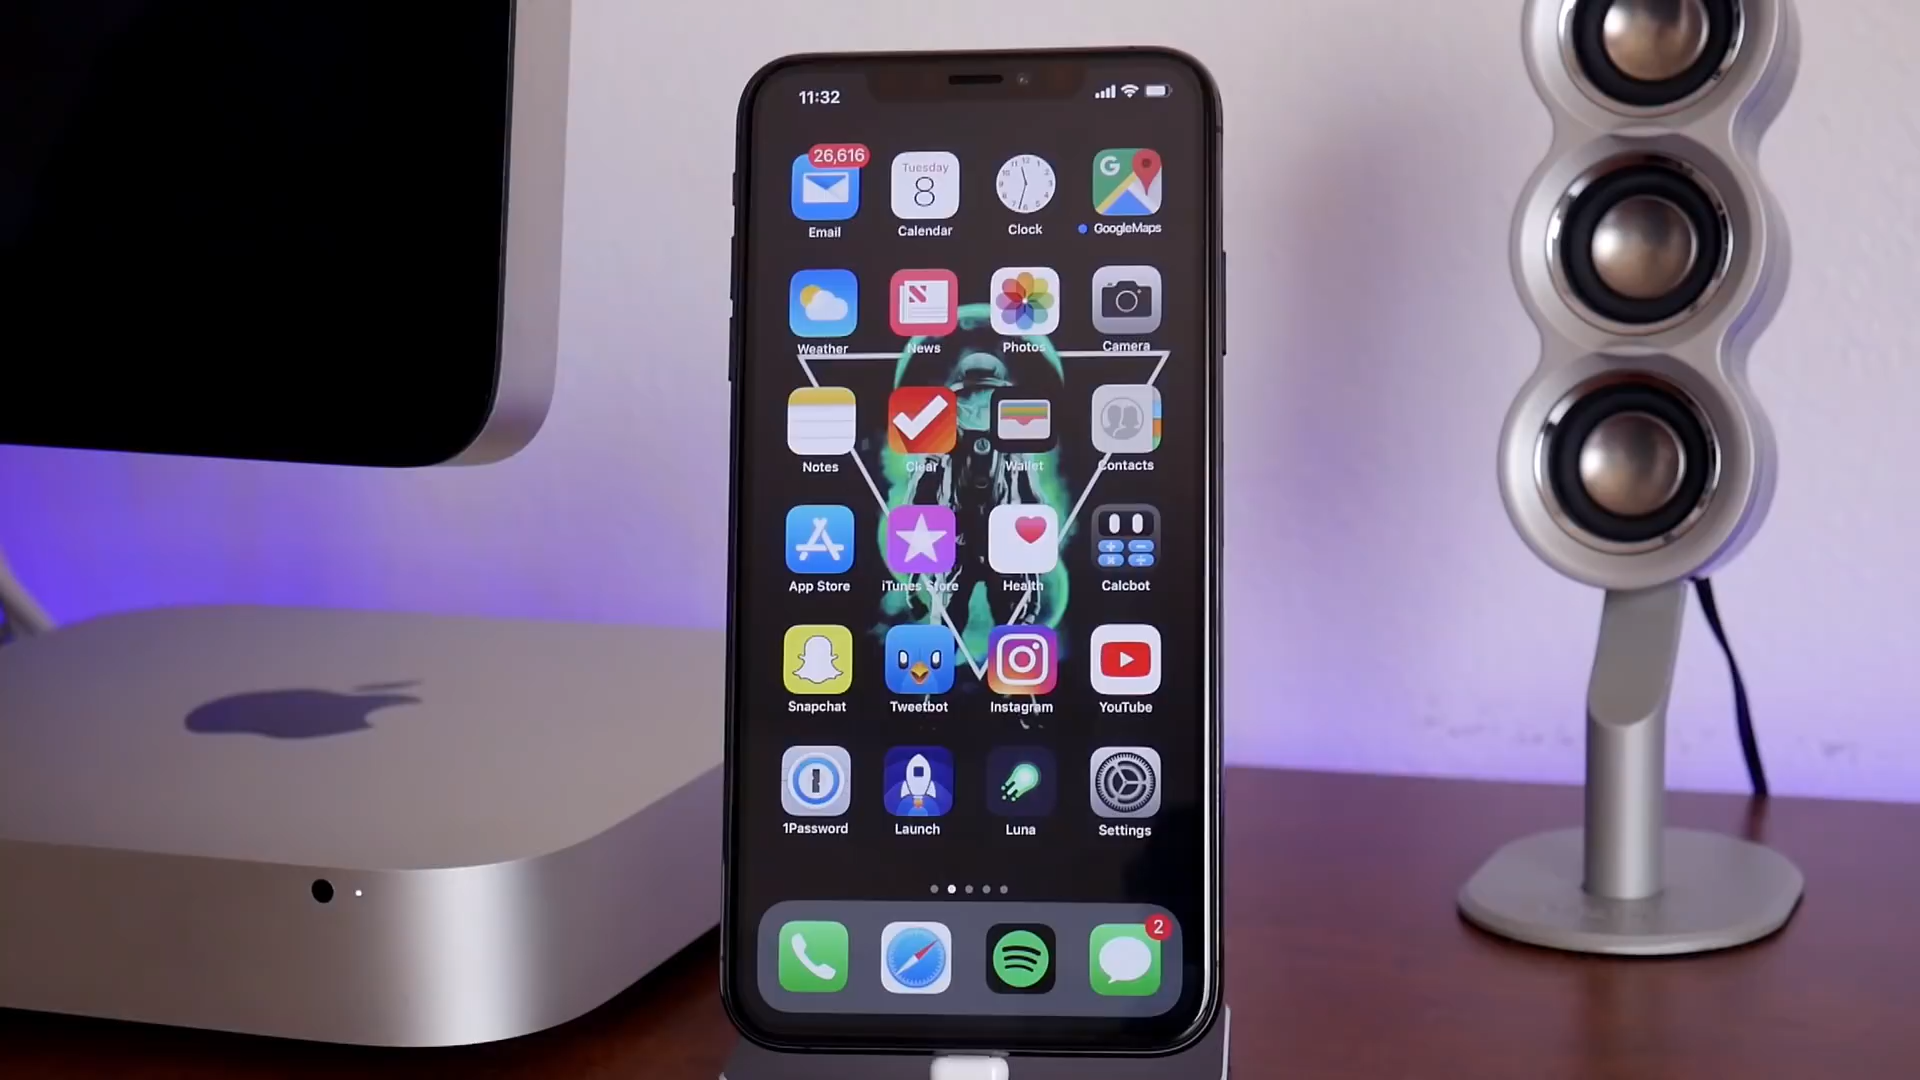 11:32
26,616
Tuesday
8
12
G
Email
Calendar
Clock
GoogleMaps
Weather
News
Photos
Camera
Notes
Clear
Wallet
Contacts
App Store
iTunes Store
Health
Calcbot
Snapchat
Tweetbot
Instagram
YouTube
1Password
Launch
Luna
Settings
2